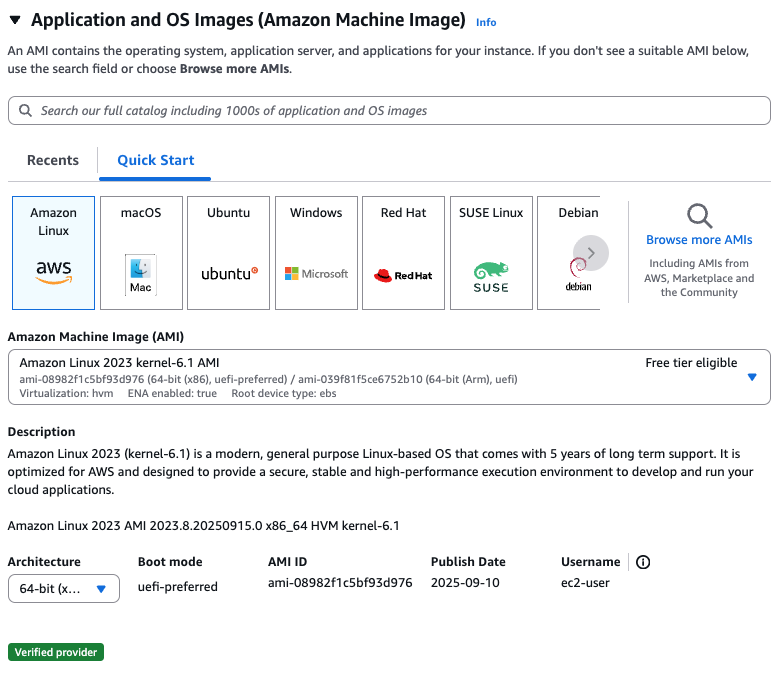 Application and OS Images (Amazon Machine Image) Info
An AMI contains the operating system, application server, and applications for your instance. If you don't see a suitable AMI below,
use the search field or choose Browse more AMIs.
Search our full catalog including 1000s of application and OS images
Recents
Quick Start
Amazon
Linux
aws
macOS
Mac
Ubuntu
ubuntu
Windows
Microsoft
Red Hat
Red Hat
SUSE Linux
SUSE
Debian
debian
Browse more AMIs
Including AMIs from
AWS, Marketplace and
the Community
Amazon Machine Image (AMI)
Amazon Linux 2023 kernel-6.1 AMI
Free tier eligible
ami-08982f1c5bf93d976 (64-bit (x86), uefi-preferred) / ami-039f81f5ce6752b10 (64-bit (Arm), uefi)
Virtualization: hvm ENA enabled: true Root device type: ebs
Description
Amazon Linux 2023 (kernel-6.1) is a modern, general purpose Linux-based OS that comes with 5 years of long term support. It is
optimized for AWS and designed to provide a secure, stable and high-performance execution environment to develop and run your
cloud applications.
Amazon Linux 2023 AMI 2023.8.20250915.0 x86_64 HVM kernel-6.1
Architecture
64-bit (x...
Boot mode
uefi-preferred
AMI ID
ami-08982f1c5bf93d976
Publish Date
2025-09-10
Username
ec2-user
Verified provider